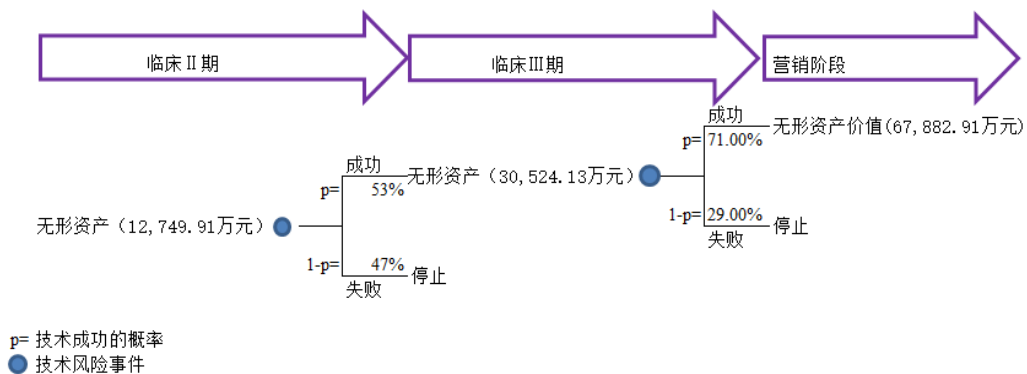 临床Ⅱ期
临床Ⅲ期
营销阶段
成功
p= 71.00%
无形资产价值(67,882.91万元)
成功
p= 53%
无形资产（30,524.13万元）
1-p= 29.00%
失败
停止
无形资产（12,749.91万元）
1-p= 47%
失败
停止
p= 技术成功的概率
技术风险事件